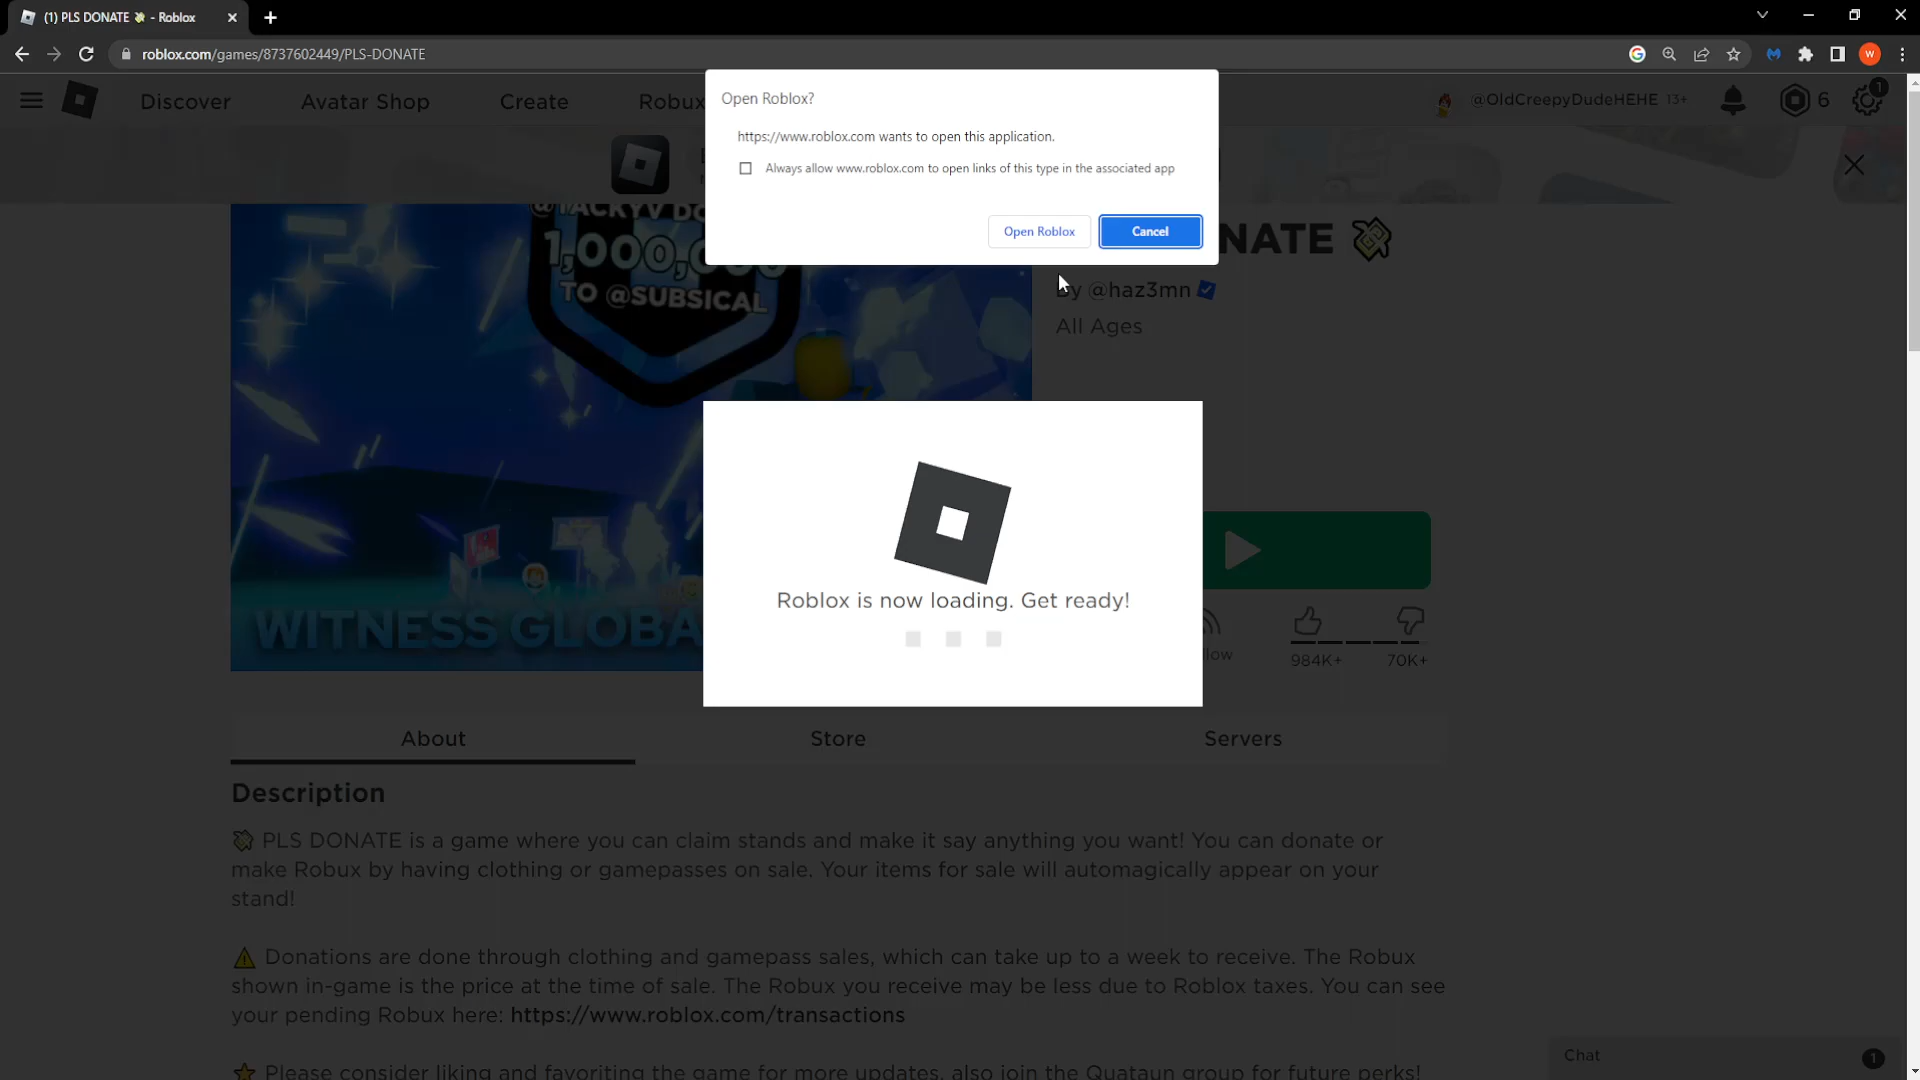 (1) PLS DONATE 💸 - Roblox
roblox.com/games/8737602449/PLS-DONATE
W
Discover
Avatar Shop
Create
Robux
@OldCreepyDudeHEHE 13+
6
1
Open Roblox?
https://www.roblox.com wants to open this application.
Always allow www.roblox.com to open links of this type in the associated app
Open Roblox
Cancel
1,000,000
TO @SUBSICAL
WITNESS GLOBA
NATE 💸
By @haz3mn
All Ages
Roblox is now loading. Get ready!
984K+
70K+
About
Store
Servers
Description
💸 PLS DONATE is a game where you can claim stands and make it say anything you want! You can donate or
make Robux by having clothing or gamepasses on sale. Your items for sale will automagically appear on your
stand!
⚠️ Donations are done through clothing and gamepass sales, which can take up to a week to receive. The Robux
shown in-game is the price at the time of sale. The Robux you receive may be less due to Roblox taxes. You can see
your pending Robux here: https://www.roblox.com/transactions
⭐ Please consider liking and favoriting the game for more updates, also join the Quataun group for future perks!
Chat
1